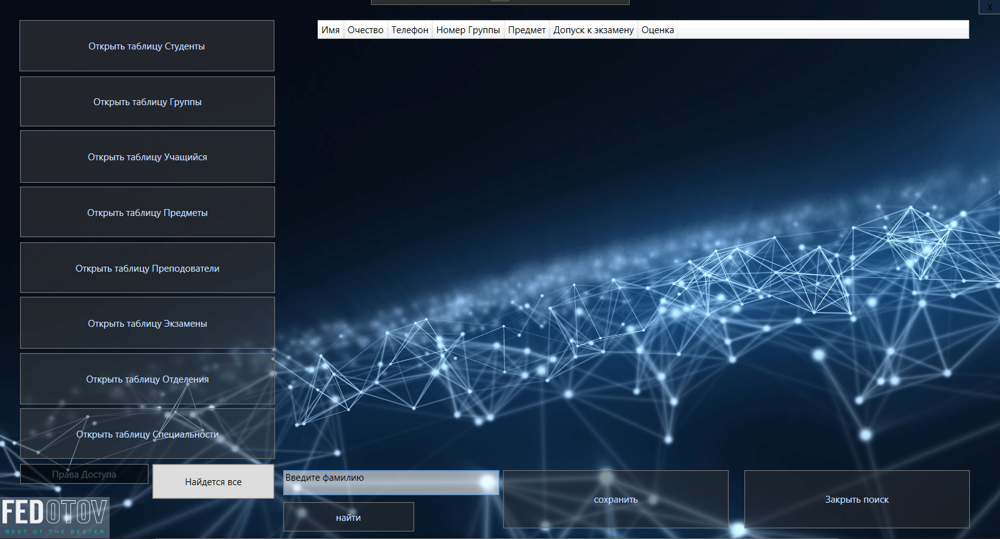 X
Открыть таблицу Студенты
Имя Очество Телефон Номер Группы Предмет Допуск к экзамену Оценка
Открыть таблицу Группы
Открыть таблицу Учащийся
Открыть таблицу Предметы
Открыть таблицу Преподователи
Открыть таблицу Экзамены
Открыть таблицу Отделения
Открыть таблицу Специальности
Права Доступа
Найдется все
Введите фамилию
найти
сохранить
Закрыть поиск
FEDOTOV
BEST OF THE BESTER